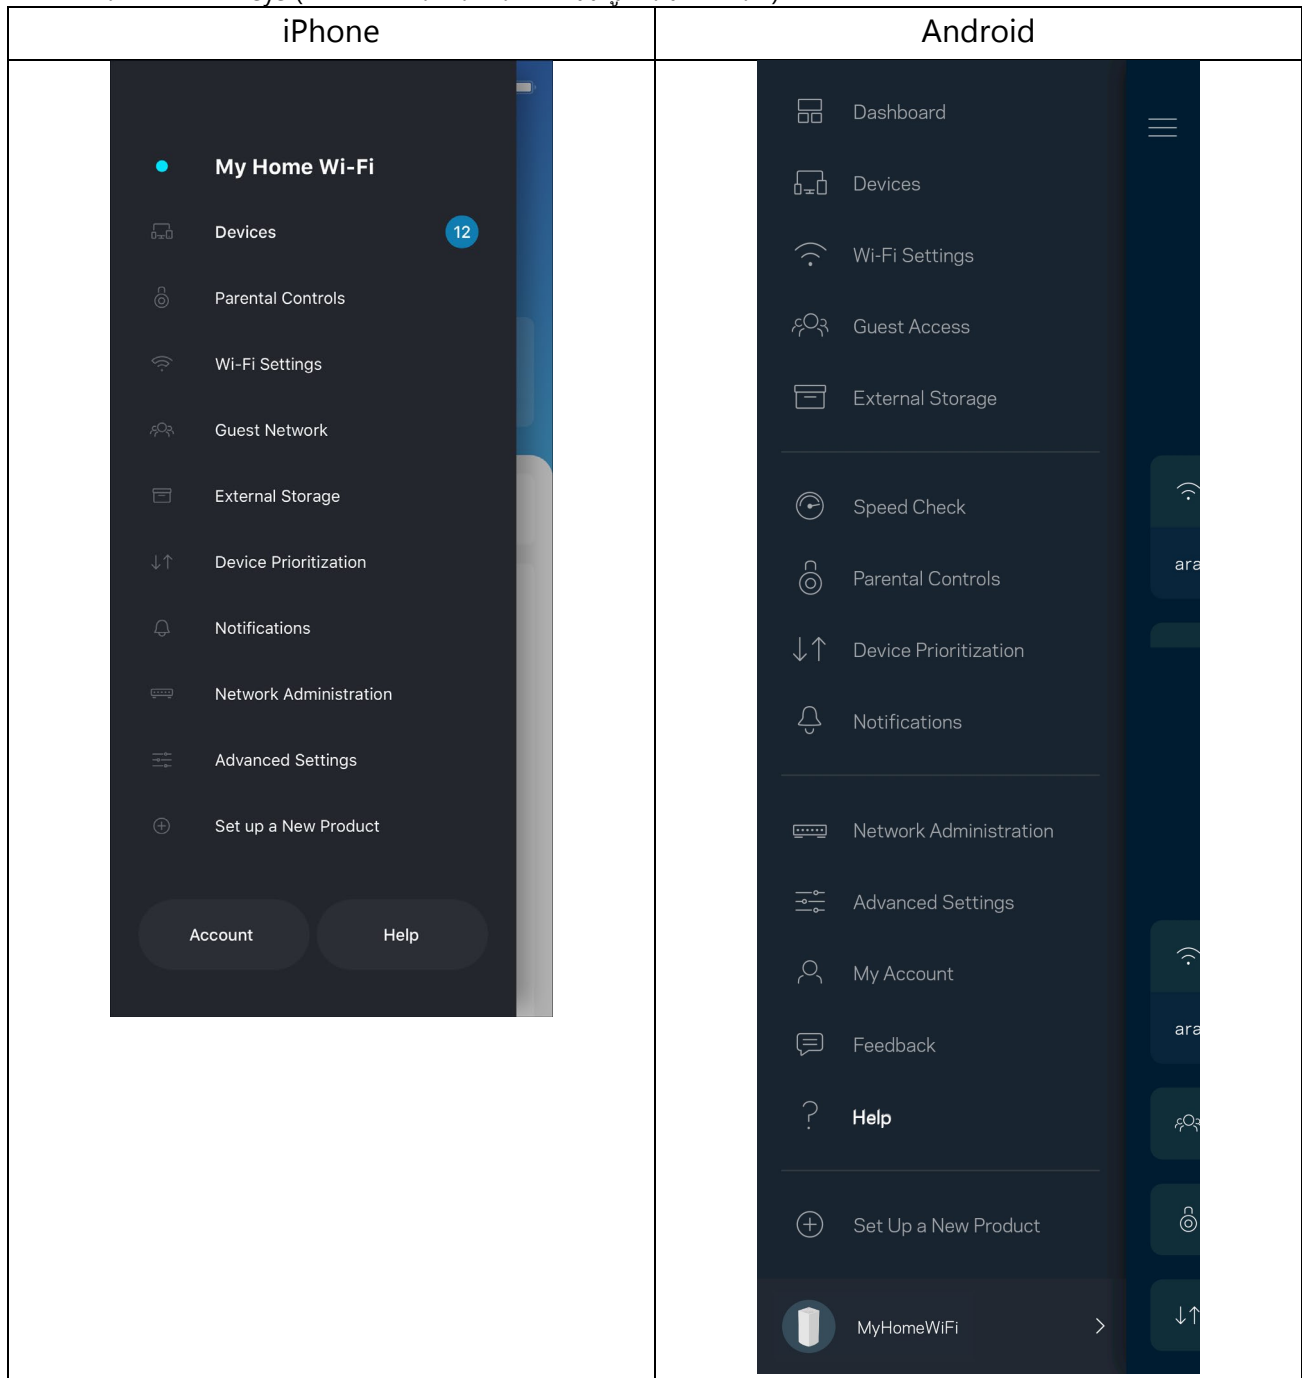 iPhone
Android
My Home Wi-Fi
Devices 12
Parental Controls
Wi-Fi Settings
Guest Network
External Storage
Device Prioritization
Notifications
Network Administration
Advanced Settings
Set up a New Product
Account Help
Dashboard
Devices
Wi-Fi Settings
Guest Access
External Storage
Speed Check
Parental Controls
Device Prioritization
Notifications
Network Administration
Advanced Settings
My Account
Feedback
Help
Set Up a New Product
MyHomeWiFi
ara
ara